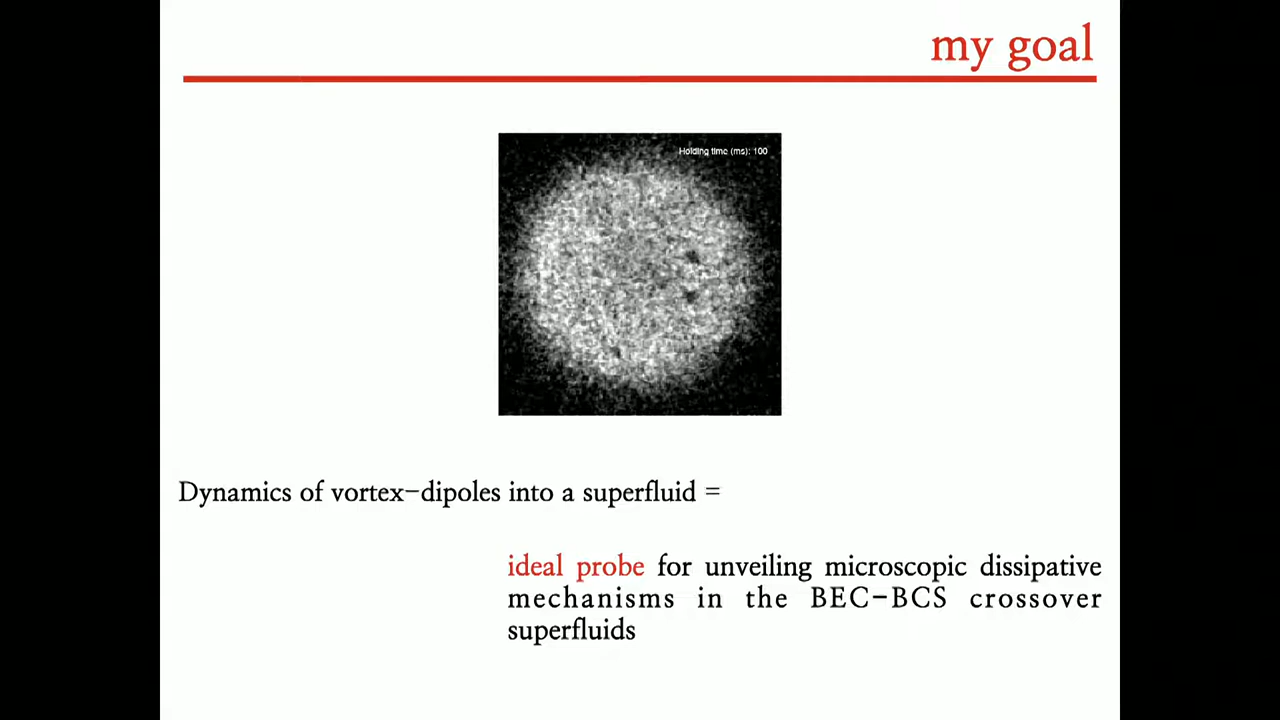 my goal
Holding time (ms): 100
Dynamics of vortex-dipoles into a superfluid =
ideal probe for unveiling microscopic dissipative
mechanisms in the BEC-BCS crossover
superfluids